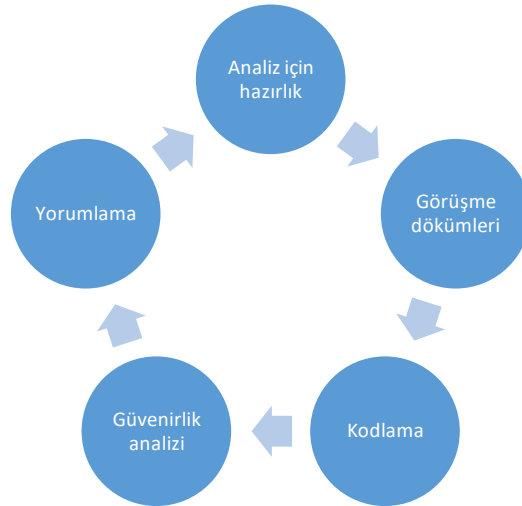 Analiz için
hazırlık
Görüşme
dökümleri
Kodlama
Güvenirlik
analizi
Yorumlama